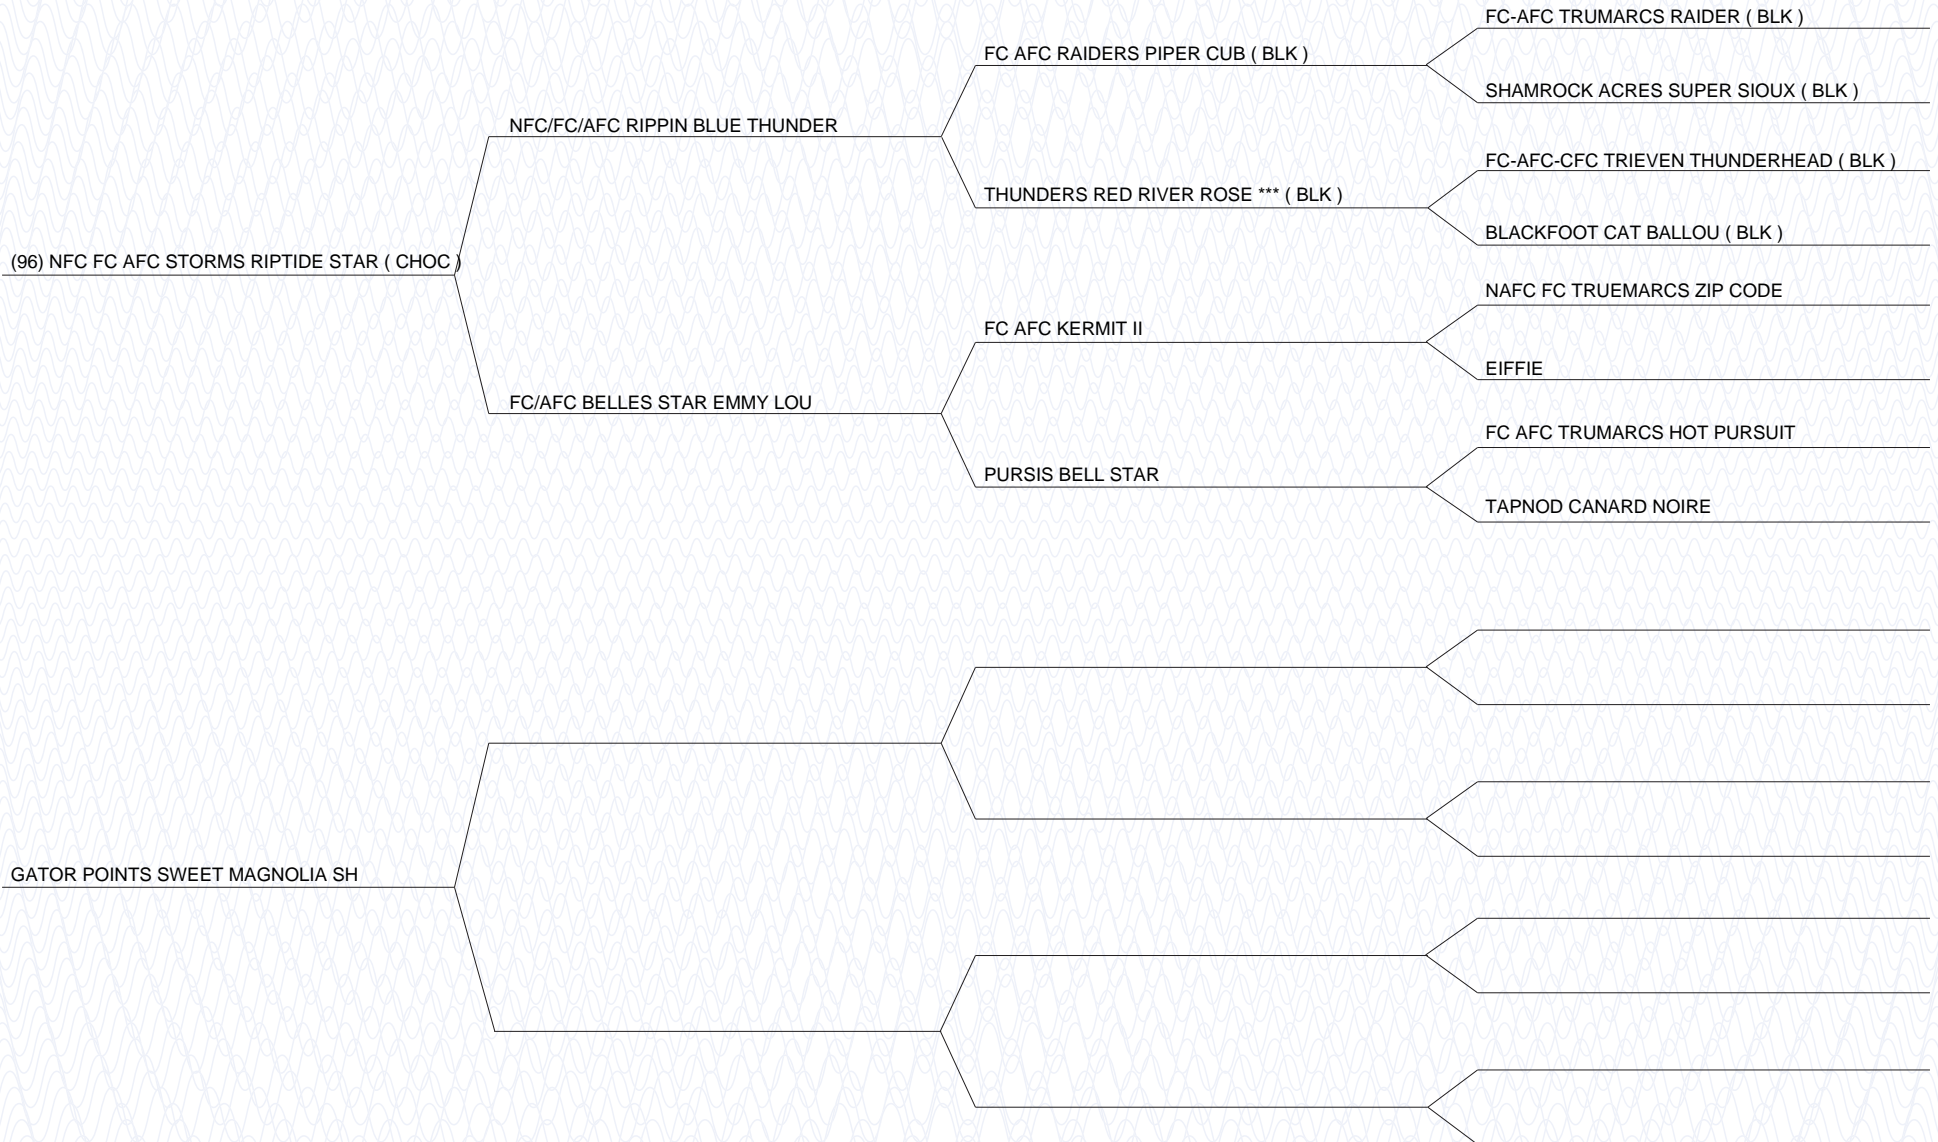 FC-AFC TRUMARCS RAIDER ( BLK )
FC AFC RAIDERS PIPER CUB ( BLK )
SHAMROCK ACRES SUPER SIOUX ( BLK )
NFC/FC/AFC RIPPIN BLUE THUNDER
FC-AFC-CFC TRIEVEN THUNDERHEAD ( BLK )
THUNDERS RED RIVER ROSE *** ( BLK )
BLACKFOOT CAT BALLOU ( BLK )
(96) NFC FC AFC STORMS RIPTIDE STAR ( CHOC )
NAFC FC TRUEMARCS ZIP CODE
FC AFC KERMIT II
EIFFIE
FC/AFC BELLES STAR EMMY LOU
FC AFC TRUMARCS HOT PURSUIT
PURSIS BELL STAR
TAPNOD CANARD NOIRE
GATOR POINTS SWEET MAGNOLIA SH